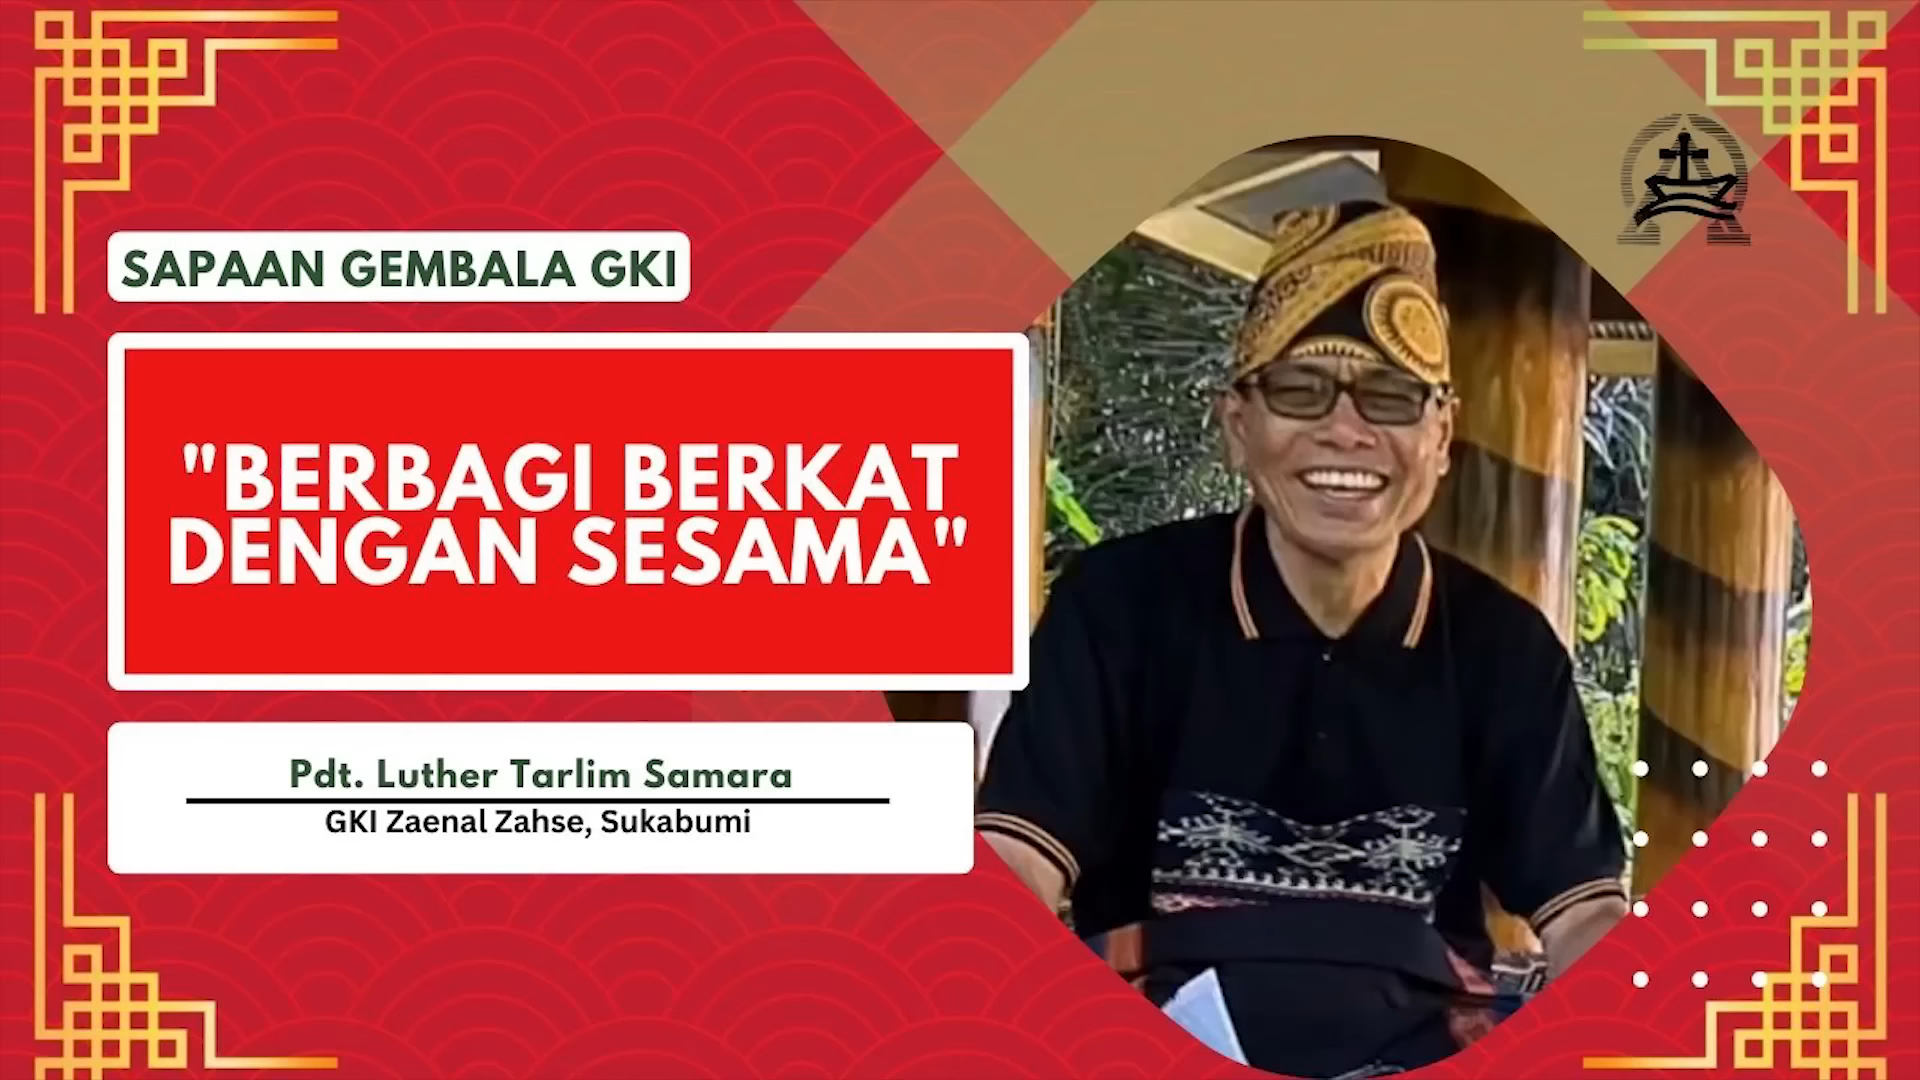 SAPAAN GEMBALA GKI
"BERBAGI BERKAT
DENGAN SESAMA"
Pdt. Luther Tarlim Samara
GKI Zaenal Zahse, Sukabumi